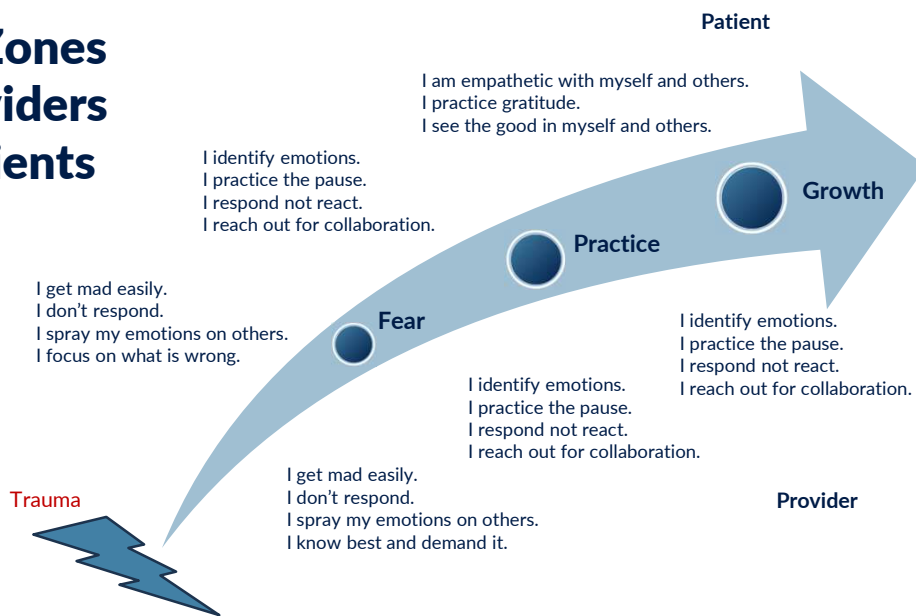 Patient
Zones
I am empathetic with myself and others.
I practice gratitude.
I see the good in myself and others.
I identify emotions.
I practice the pause.
I respond not react.
I reach out for collaboration.
Growth
Practice
I get mad easily.
I don’t respond.
I spray my emotions on others.
I focus on what is wrong.
Fear
I identify emotions.
I practice the pause.
I respond not react.
I reach out for collaboration.
I identify emotions.
I practice the pause.
I respond not react.
I reach out for collaboration.
I get mad easily.
I don’t respond.
I spray my emotions on others.
I know best and demand it.
Trauma
Provider